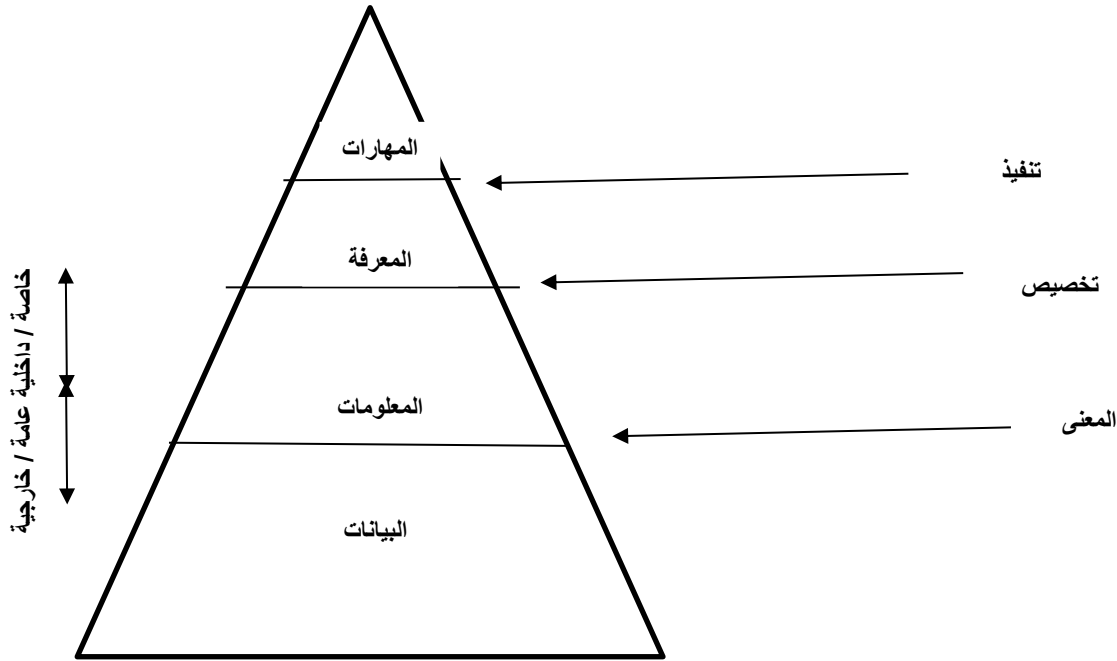 المهارات
تنفيذ
المعرفة
تخصيص
المعلومات
المعنى
البيانات
خاصة / داخلية عامة / خارجية